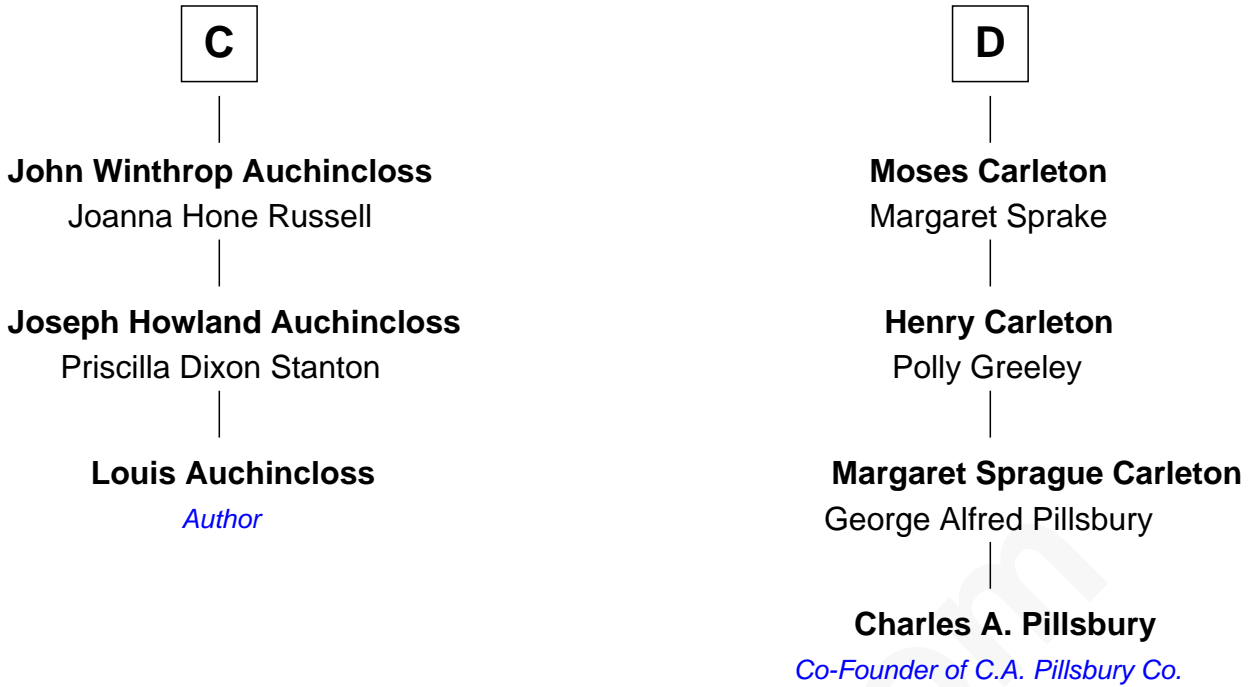 C
John Winthrop Auchincloss
Joanna Hone Russell
Joseph Howland Auchincloss
Priscilla Dixon Stanton
Louis Auchincloss
Author
D
Moses Carleton
Margaret Sprake
Henry Carleton
Polly Greeley
Margaret Sprague Carleton
George Alfred Pillsbury
Charles A. Pillsbury
Co-Founder of C.A. Pillsbury Co.